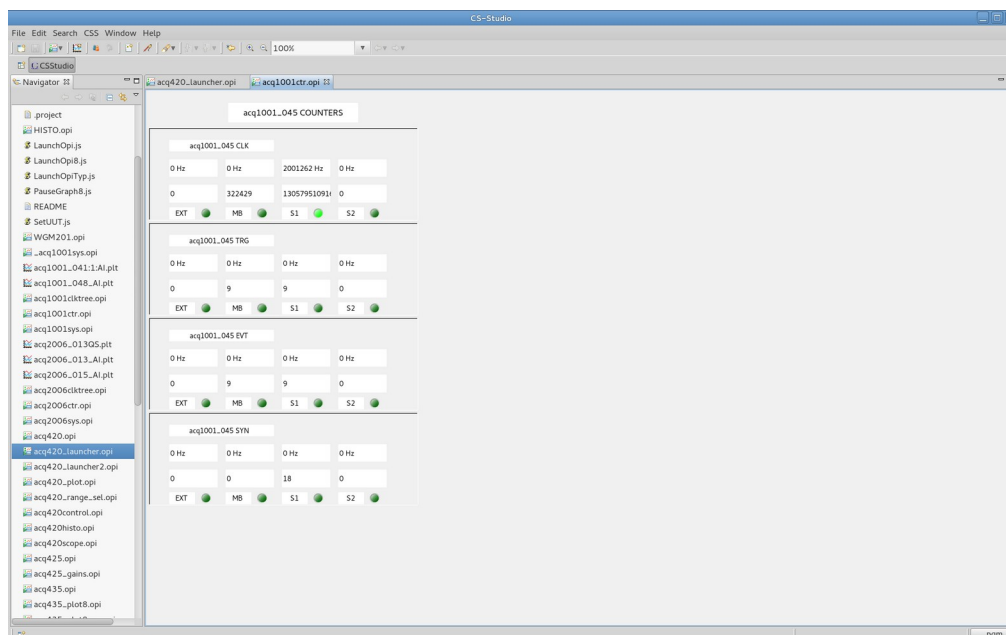 CS-Studio
File Edit Search CSS Window Help
100%
CSStudio
Navigator
acq420_launcher.opi
acq1001ctr.opi
.project
HISTO.opi
LaunchOpi.js
LaunchOpi8.js
LaunchOpiTyp.js
PauseGraph8.js
README
SetUUT.js
WGM201.opi
_acq1001sys.opi
acq1001_041:1:AI.plt
acq1001_048_AI.plt
acq1001clktree.opi
acq1001ctr.opi
acq1001sys.opi
acq2006_013QS.plt
acq2006_013_AI.plt
acq2006_015_AI.plt
acq2006clktree.opi
acq2006ctr.opi
acq2006sys.opi
acq420.opi
acq420_launcher.opi
acq420_launcher2.opi
acq420_plot.opi
acq420_range_sel.opi
acq420control.opi
acq420histo.opi
acq420scope.opi
acq425.opi
acq425_gains.opi
acq435.opi
acq435_plot8.opi
acq1001_045 COUNTERS
acq1001_045 CLK
0 Hz 0 Hz 2001262 Hz 0 Hz
0 322429 1305795109 0
EXT MB S1 S2
acq1001_045 TRG
0 Hz 0 Hz 0 Hz 0 Hz
0 9 9 0
EXT MB S1 S2
acq1001_045 EVT
0 Hz 0 Hz 0 Hz 0 Hz
0 9 9 0
EXT MB S1 S2
acq1001_045 SYN
0 Hz 0 Hz 0 Hz 0 Hz
0 0 18 0
EXT MB S1 S2